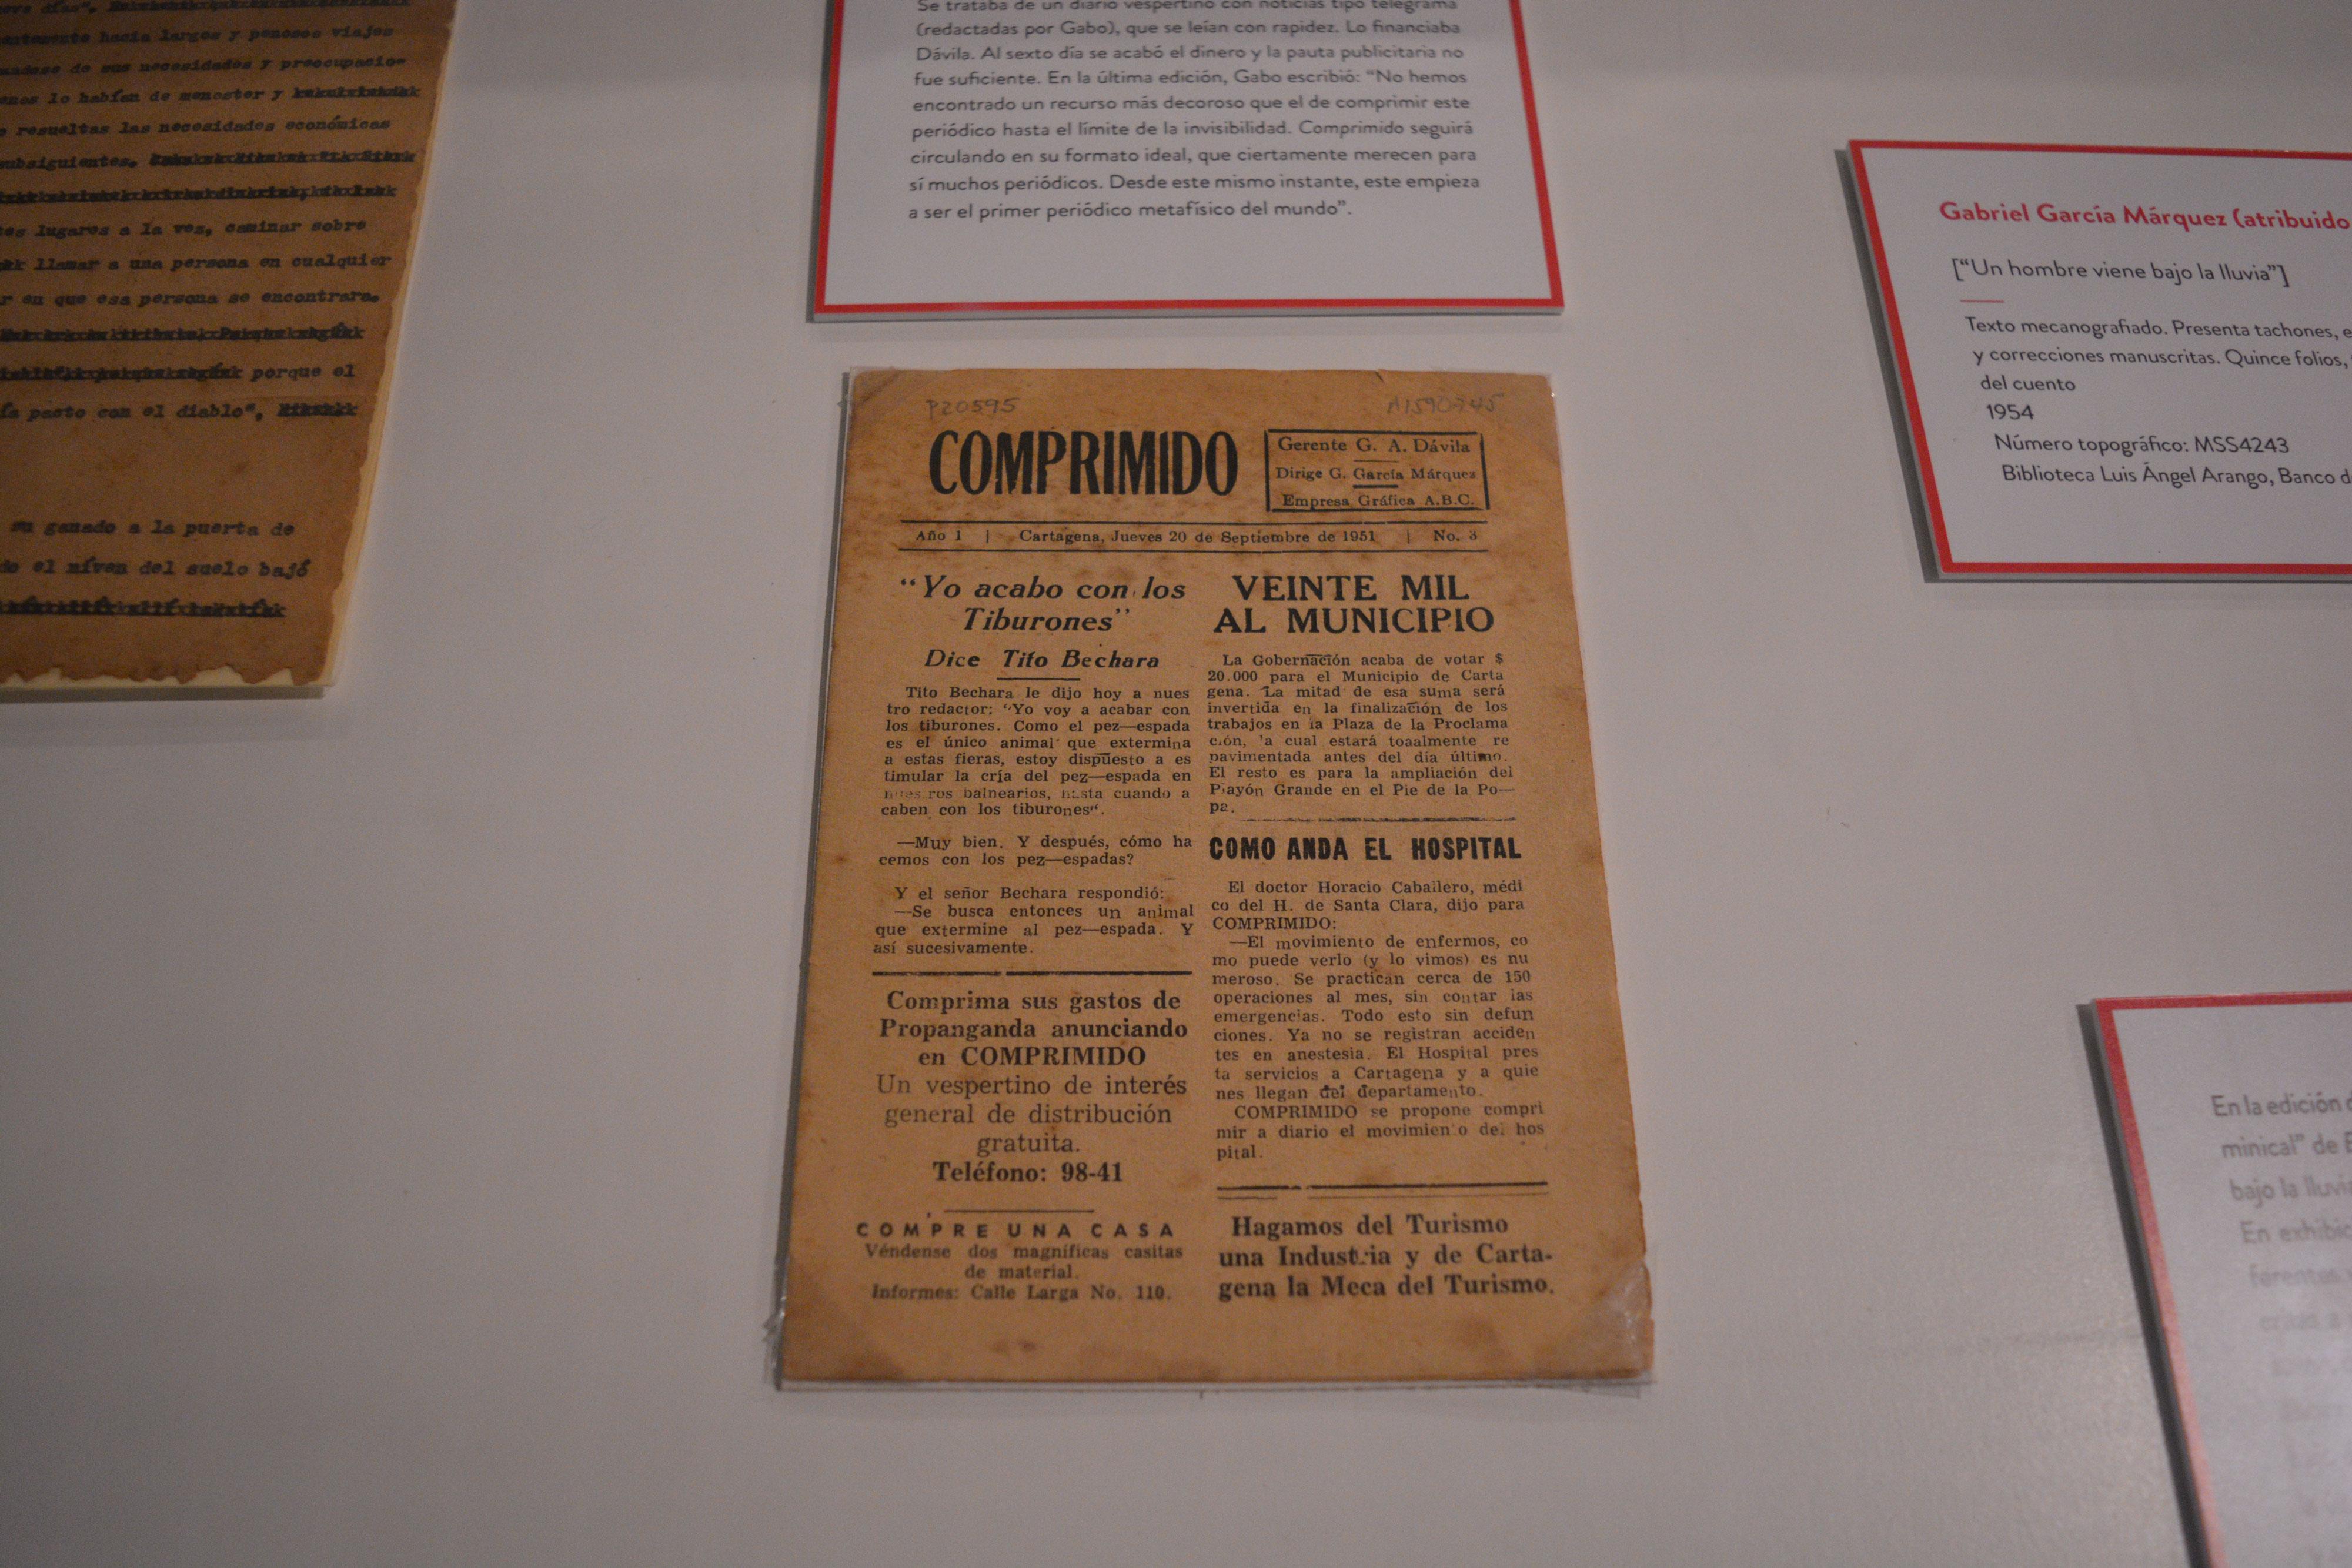 días",
hacia largos y penosos viajes
de sus necesidades y preocupacio-
lo habían de menester y
resueltas las necesidades económicas
subsiguientes.
lugares a la vez, caminar sobre
llamar a una persona en cualquier
en que esa persona se encontrara.
porque el
pacto con el diablo",
su ganado a la puerta de
el níven del suelo bajó
Se trataba de un diario vespertino con noticias tipo telegrama
(redactadas por Gabo), que se leían con rapidez. Lo financiaba
Dávila. Al sexto día se acabó el dinero y la pauta publicitaria no
fue suficiente. En la última edición, Gabo escribió: “No hemos
encontrado un recurso más decoroso que el de comprimir este
periódico hasta el límite de la invisibilidad. Comprimido seguirá
circulando en su formato ideal, que ciertamente merecen para
sí muchos periódicos. Desde este mismo instante, este empieza
a ser el primer periódico metafísico del mundo”.
P20595
COMPRIMIDO
Gerente G. A. Dávila
Dirige G. García Márquez
Empresa Gráfica A.B.C.
Año 1 | Cartagena, Jueves 20 de Septiembre de 1951 | No. 3
“Yo acabo con los
Tiburones”
Dice Tito Bechara
Tito Bechara le dijo hoy a nues
tro redactor: “Yo voy a acabar con
los tiburones. Como el pez—espada
es el único animal que extermina
a estas fieras, estoy dispuesto a es
timular la cría del pez—espada en
nuestros balnearios, hasta cuando a
caben con los tiburones“.
—Muy bien. Y después, cómo ha
cemos con los pez—espadas?
Y el señor Bechara respondió:
—Se busca entonces un animal
que extermine al pez—espada. Y
así sucesivamente.
Comprima sus gastos de
Propanganda anunciando
en COMPRIMIDO
Un vespertino de interés
general de distribución
gratuita.
Teléfono: 98-41
COMPRE UNA CASA
Véndense dos magníficas casitas
de material.
Informes: Calle Larga No. 110.
VEINTE MIL
AL MUNICIPIO
La Gobernación acaba de votar $
20.000 para el Municipio de Carta
gena. La mitad de esa suma será
invertida en la finalización de los
trabajos en la Plaza de la Proclama
ción, la cual estará toaalmente re
pavimentada antes del día último.
El resto es para la ampliación del
Playón Grande en el Pie de la Po—
pa.
COMO ANDA EL HOSPITAL
El doctor Horacio Caballero, médi
co del H. de Santa Clara, dijo para
COMPRIMIDO:
—El movimiento de enfermos, co
mo puede verlo (y lo vimos) es nu
meroso. Se practican cerca de 150
operaciones al mes, sin contar las
emergencias. Todo esto sin defun
ciones. Ya no se registran acciden
tes en anestesia. El Hospital pres
ta servicios a Cartagena y a quie
nes llegan del departamento.
COMPRIMIDO se propone compri
mir a diario el movimiento del hos
pital.
Hagamos del Turismo
una Industria y de Carta-
gena la Meca del Turismo.
Gabriel García Márquez (atribuido
[“Un hombre viene bajo la lluvia”]
Texto mecanografiado. Presenta tachones, e
y correcciones manuscritas. Quince folios,
del cuento
1954
Número topográfico: MSS4243
Biblioteca Luis Ángel Arango, Banco d
En la edición
minical” de E
bajo la lluvia
En exhibic
ferentes